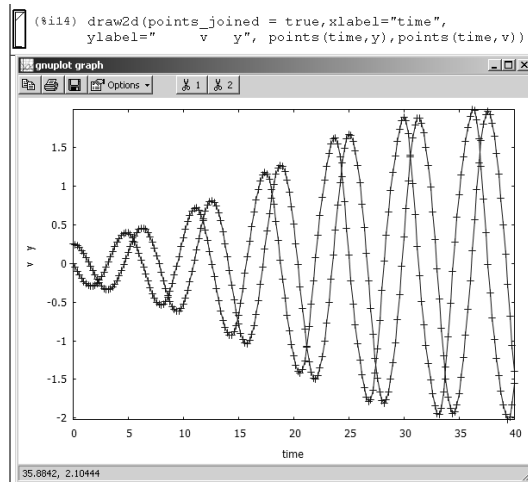 (%i14) draw2d(points_joined = true,xlabel="time",
ylabel="      v   y", points(time,y),points(time,v))
gnuplot graph
Options 1 2
1.5
1
0.5
0
-0.5
-1
-1.5
-2
v y
0 5 10 15 20 25 30 35 40
time
35.8842, 2.10444